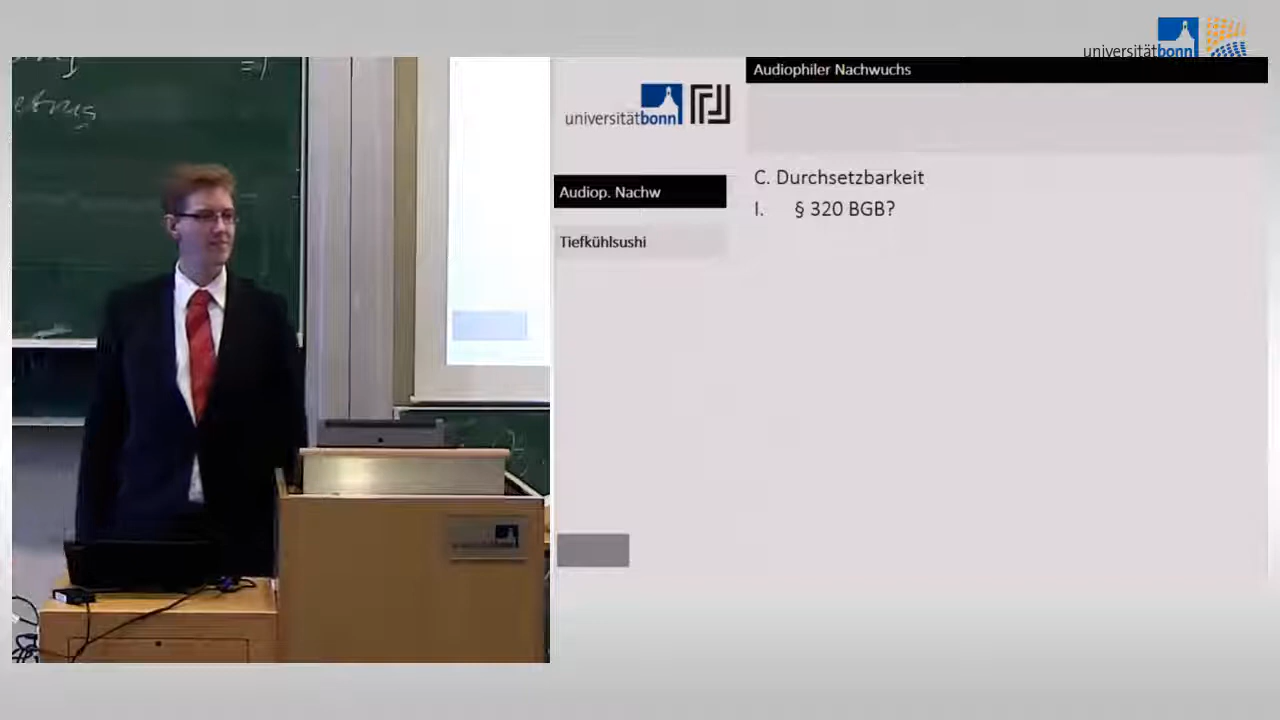 universitätbonn
Audiophiler Nachwuchs
universitätbonn
Audiop. Nachw
Tiefkühlsushi
C. Durchsetzbarkeit
I. § 320 BGB?